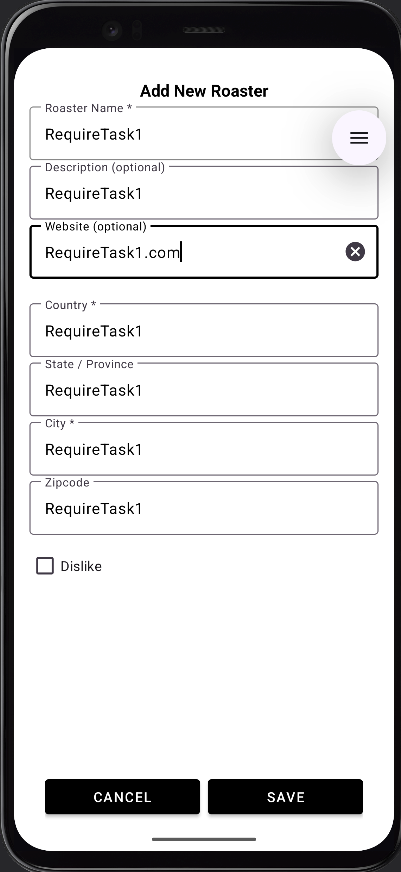 Add New Roaster
Roaster Name *
RequireTask1
Description (optional)
RequireTask1
Website (optional)
RequireTask1.com
Country *
RequireTask1
State / Province
RequireTask1
City *
RequireTask1
Zipcode
RequireTask1
Dislike
CANCEL SAVE